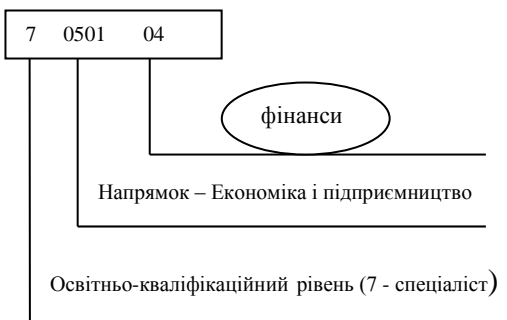 7 0501 04
фінанси
Напрямок – Економіка і підприємництво
Освітньо-кваліфікаційний рівень (7 - спеціаліст)